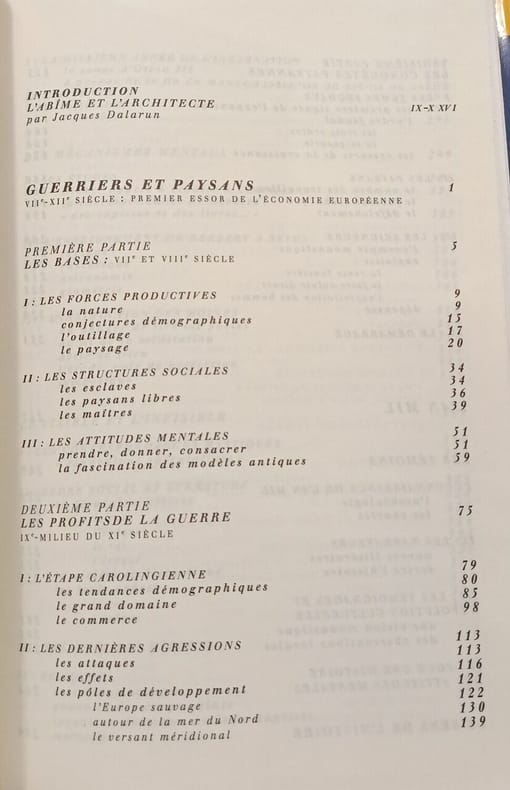 INTRODUCTION
L'ABÎME ET L'ARCHITECTE
par Jacques Dalarun IX-X XVI
GUERRIERS ET PAYSANS 1
VIIe-XIIe SIÈCLE : PREMIER ESSOR DE L'ÉCONOMIE EUROPÉENNE
PREMIÈRE PARTIE 5
LES BASES : VIIe ET VIIIe SIÈCLE
I : LES FORCES PRODUCTIVES 9
la nature 9
conjectures démographiques 15
l'outillage 17
le paysage 20
II : LES STRUCTURES SOCIALES 34
les esclaves 34
les paysans libres 36
les maîtres 39
III : LES ATTITUDES MENTALES 51
prendre, donner, consacrer 51
la fascination des modèles antiques 59
DEUXIÈME PARTIE
LES PROFITSDE LA GUERRE 75
IXe-MILIEU DU XIe SIÈCLE
I : L'ÉTAPE CAROLINGIENNE 79
les tendances démographiques 80
le grand domaine 85
le commerce 98
II : LES DERNIÈRES AGRESSIONS 113
les attaques 113
les effets 116
les pôles de développement 121
l'Europe sauvage 122
autour de la mer du Nord 130
le versant méridional 139